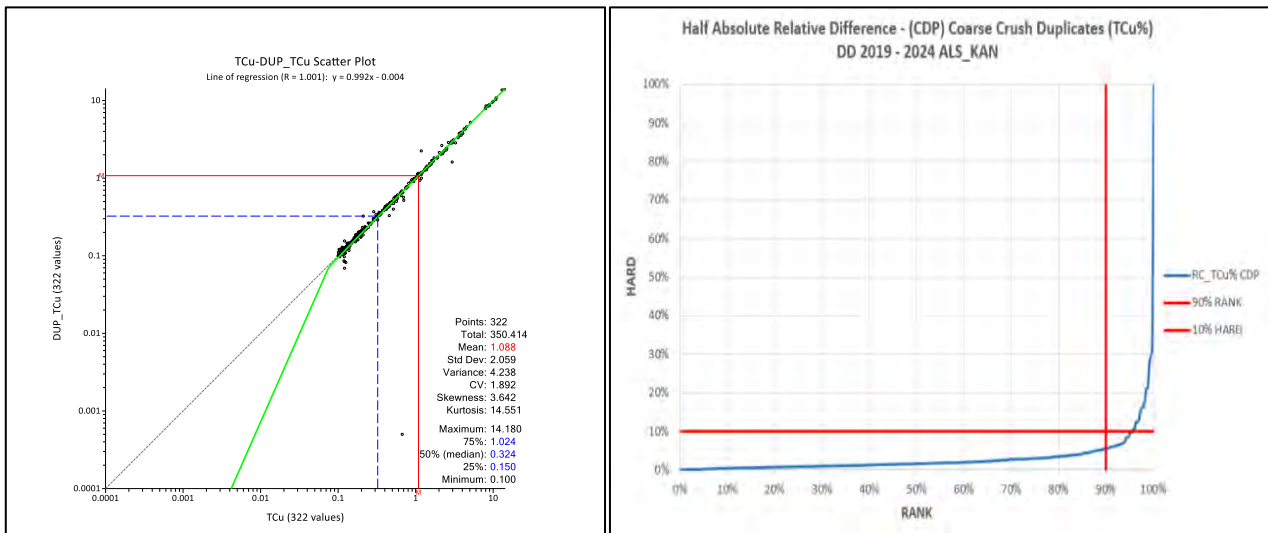 TCu-DUP_TCu Scatter Plot
Line of regression (R = 1.001): y = 0.992x - 0.004
10
1
0.1
0.01
0.001
0.0001
DUP_TCu (322 values)
0.0001
0.001
0.01
0.1
1
10
TCu (322 values)
M
M
Points: 322
Total: 350.414
Mean: 1.088
Std Dev: 2.059
Variance: 4.238
CV: 1.892
Skewness: 3.642
Kurtosis: 14.551
Maximum: 14.180
75%: 1.024
50% (median): 0.324
25%: 0.150
Minimum: 0.100
Half Absolute Relative Difference - (CDP) Coarse Crush Duplicates (TCu%)
DD 2019 - 2024 ALS_KAN
100%
90%
80%
70%
60%
50%
40%
30%
20%
10%
0%
HARD
0%
10%
20%
30%
40%
50%
60%
70%
80%
90%
100%
RANK
RC_TCu% CDP
90% RANK
10% HARD